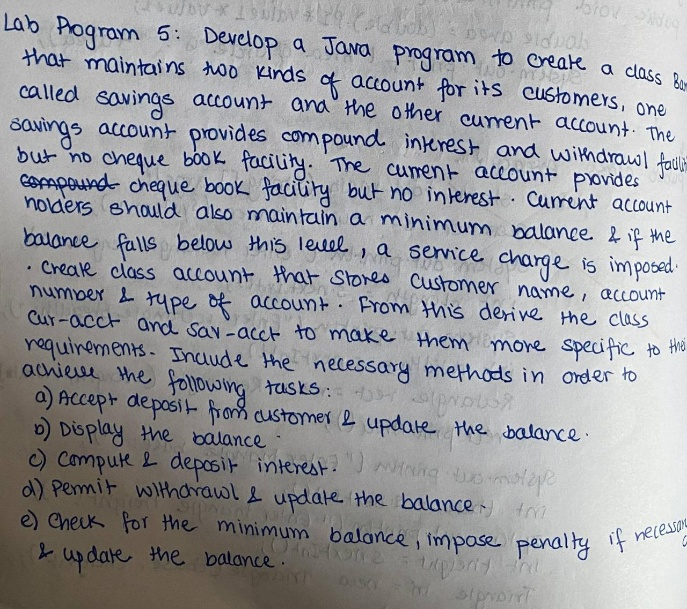 Lab Program 5: Develop a Java program to create a class Ban
that maintains two kinds of account for its customers, one
called savings account and the other current account. The
savings account provides compound interest and withdrawl facili
but no cheque book facility. The current account provides
compound cheque book facility but no interest. Current account
holders should also maintain a minimum balance & if the
balance falls below this level, a service charge is imposed.
. Create class account that stores customer name, account
number & type of account. From this derive the class
cur-acct and sav-acct to make them more specific to thei
requirements. Include the necessary methods in order to
achieve the following tasks:
a) Accept deposit from customer & update the balance.
b) Display the balance.
c) Compute & deposit interest.
d) Permit withdrawl & update the balance.
e) Check for the minimum balance, impose penalty if necessar
& update the balance.